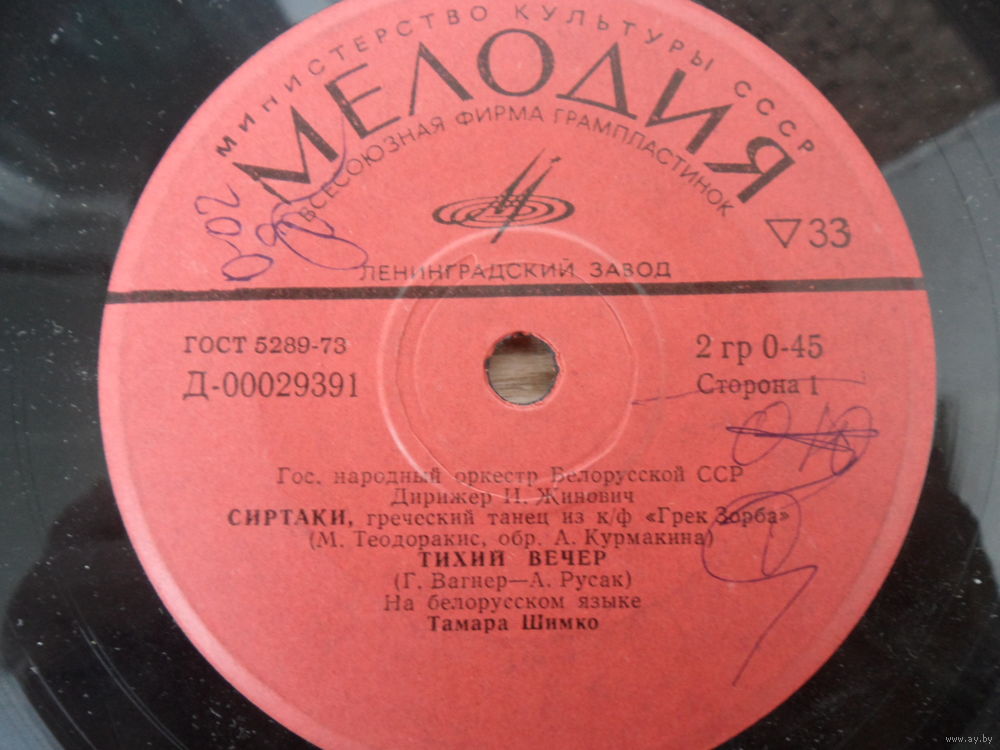 МИНИСТЕРСТВО КУЛЬТУРЫ СССР
МЕЛОДИЯ
ВСЕСОЮЗНАЯ ФИРМА ГРАМПЛАСТИНОК
▽33
ЛЕНИНГРАДСКИЙ ЗАВОД
ГОСТ 5289-73
2 гр 0-45
Д-00029391
Сторона 1
Гос. народный оркестр Белорусской ССР
Дирижер И. Жинович
СИРТАКИ, греческий танец из к/ф «Грек Зорба»
(М. Теодоракис, обр. А. Курмакина)
ТИХИЙ ВЕЧЕР
(Г. Вагнер—А. Русак)
На белорусском языке
Тамара Шимко
www.ay.by